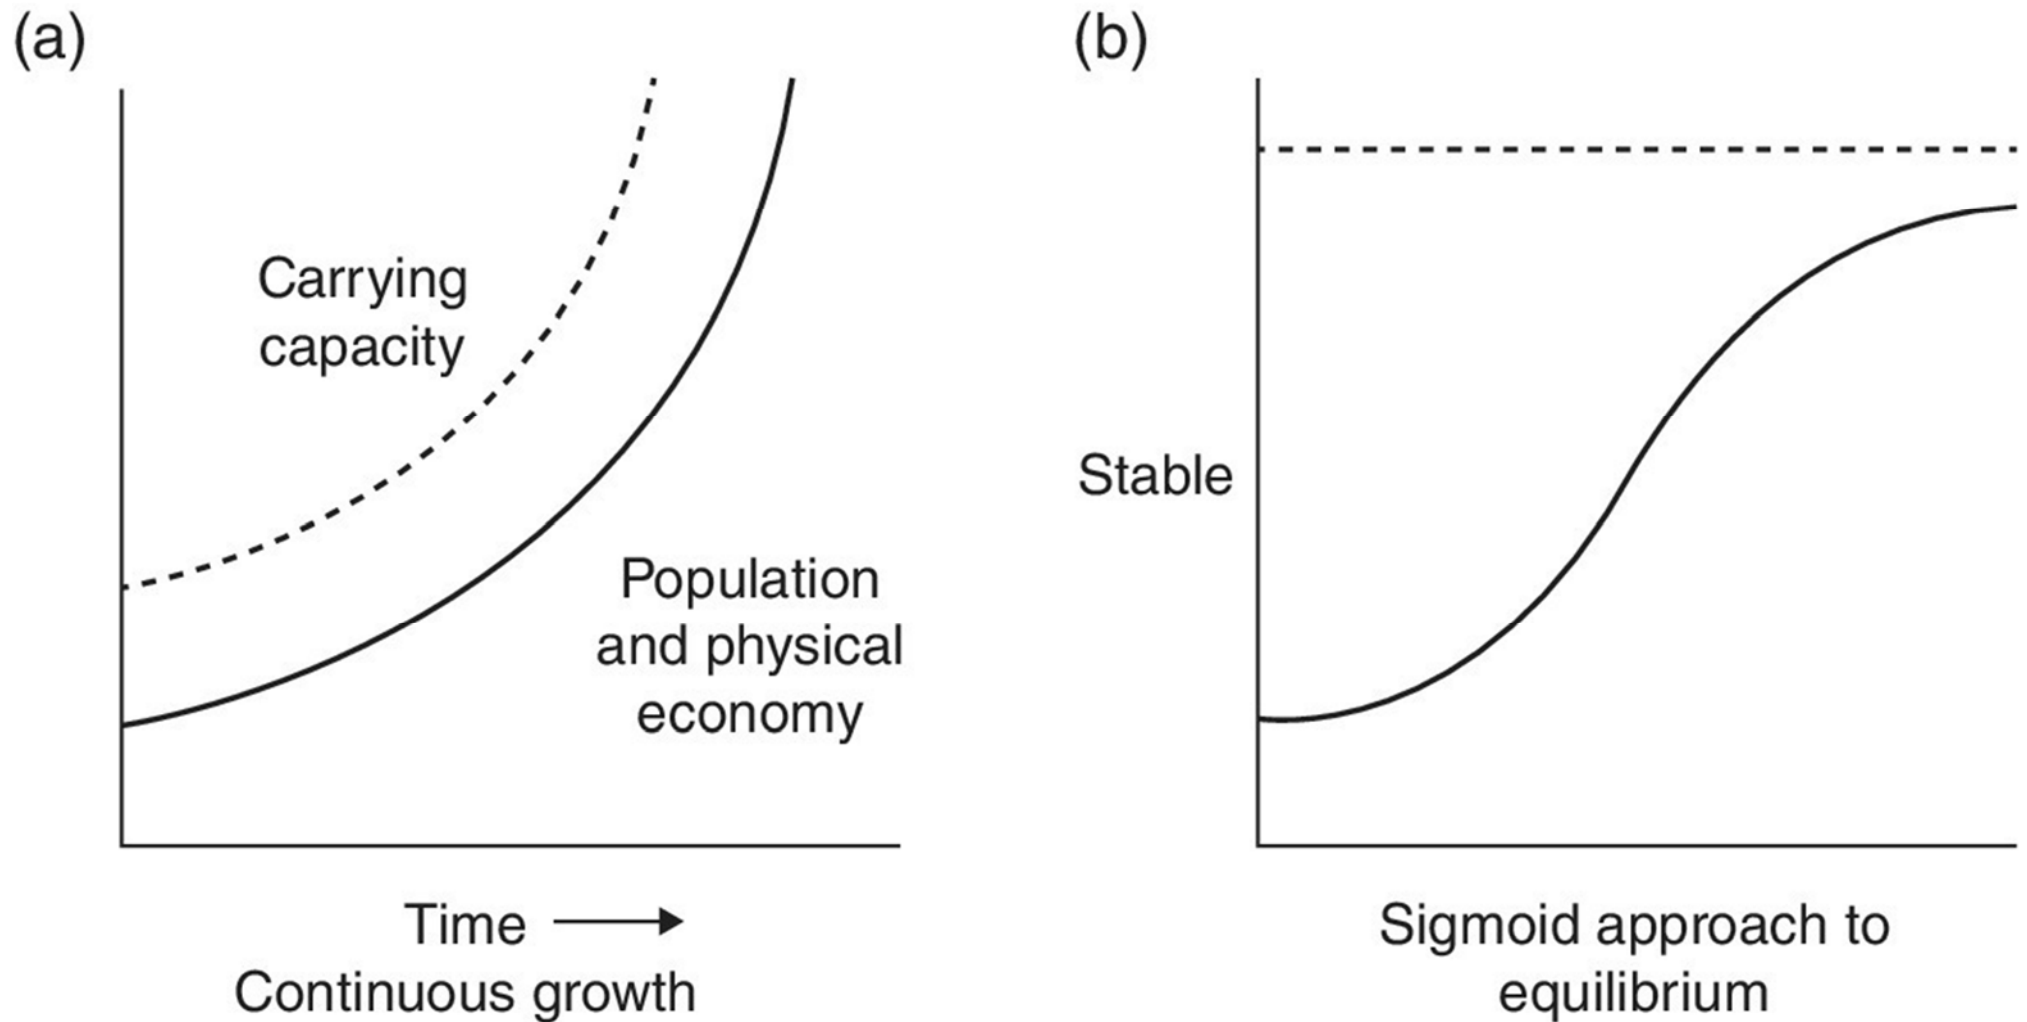 (a)
Carrying
capacity
Population
and physical
economy
Time
Continuous growth
(b)
Stable
Sigmoid approach to
equilibrium